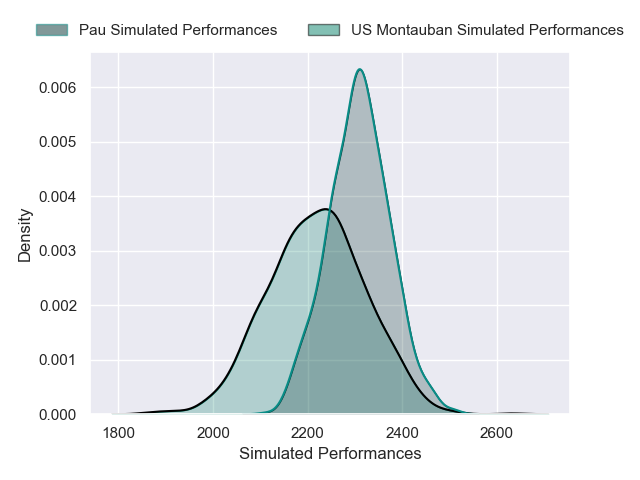 Pau Simulated Performances US Montauban Simulated Performances
0.006
0.005
0.004
0.003
0.002
0.001
0.000
Density
1800 2000 2200 2400 2600
Simulated Performances